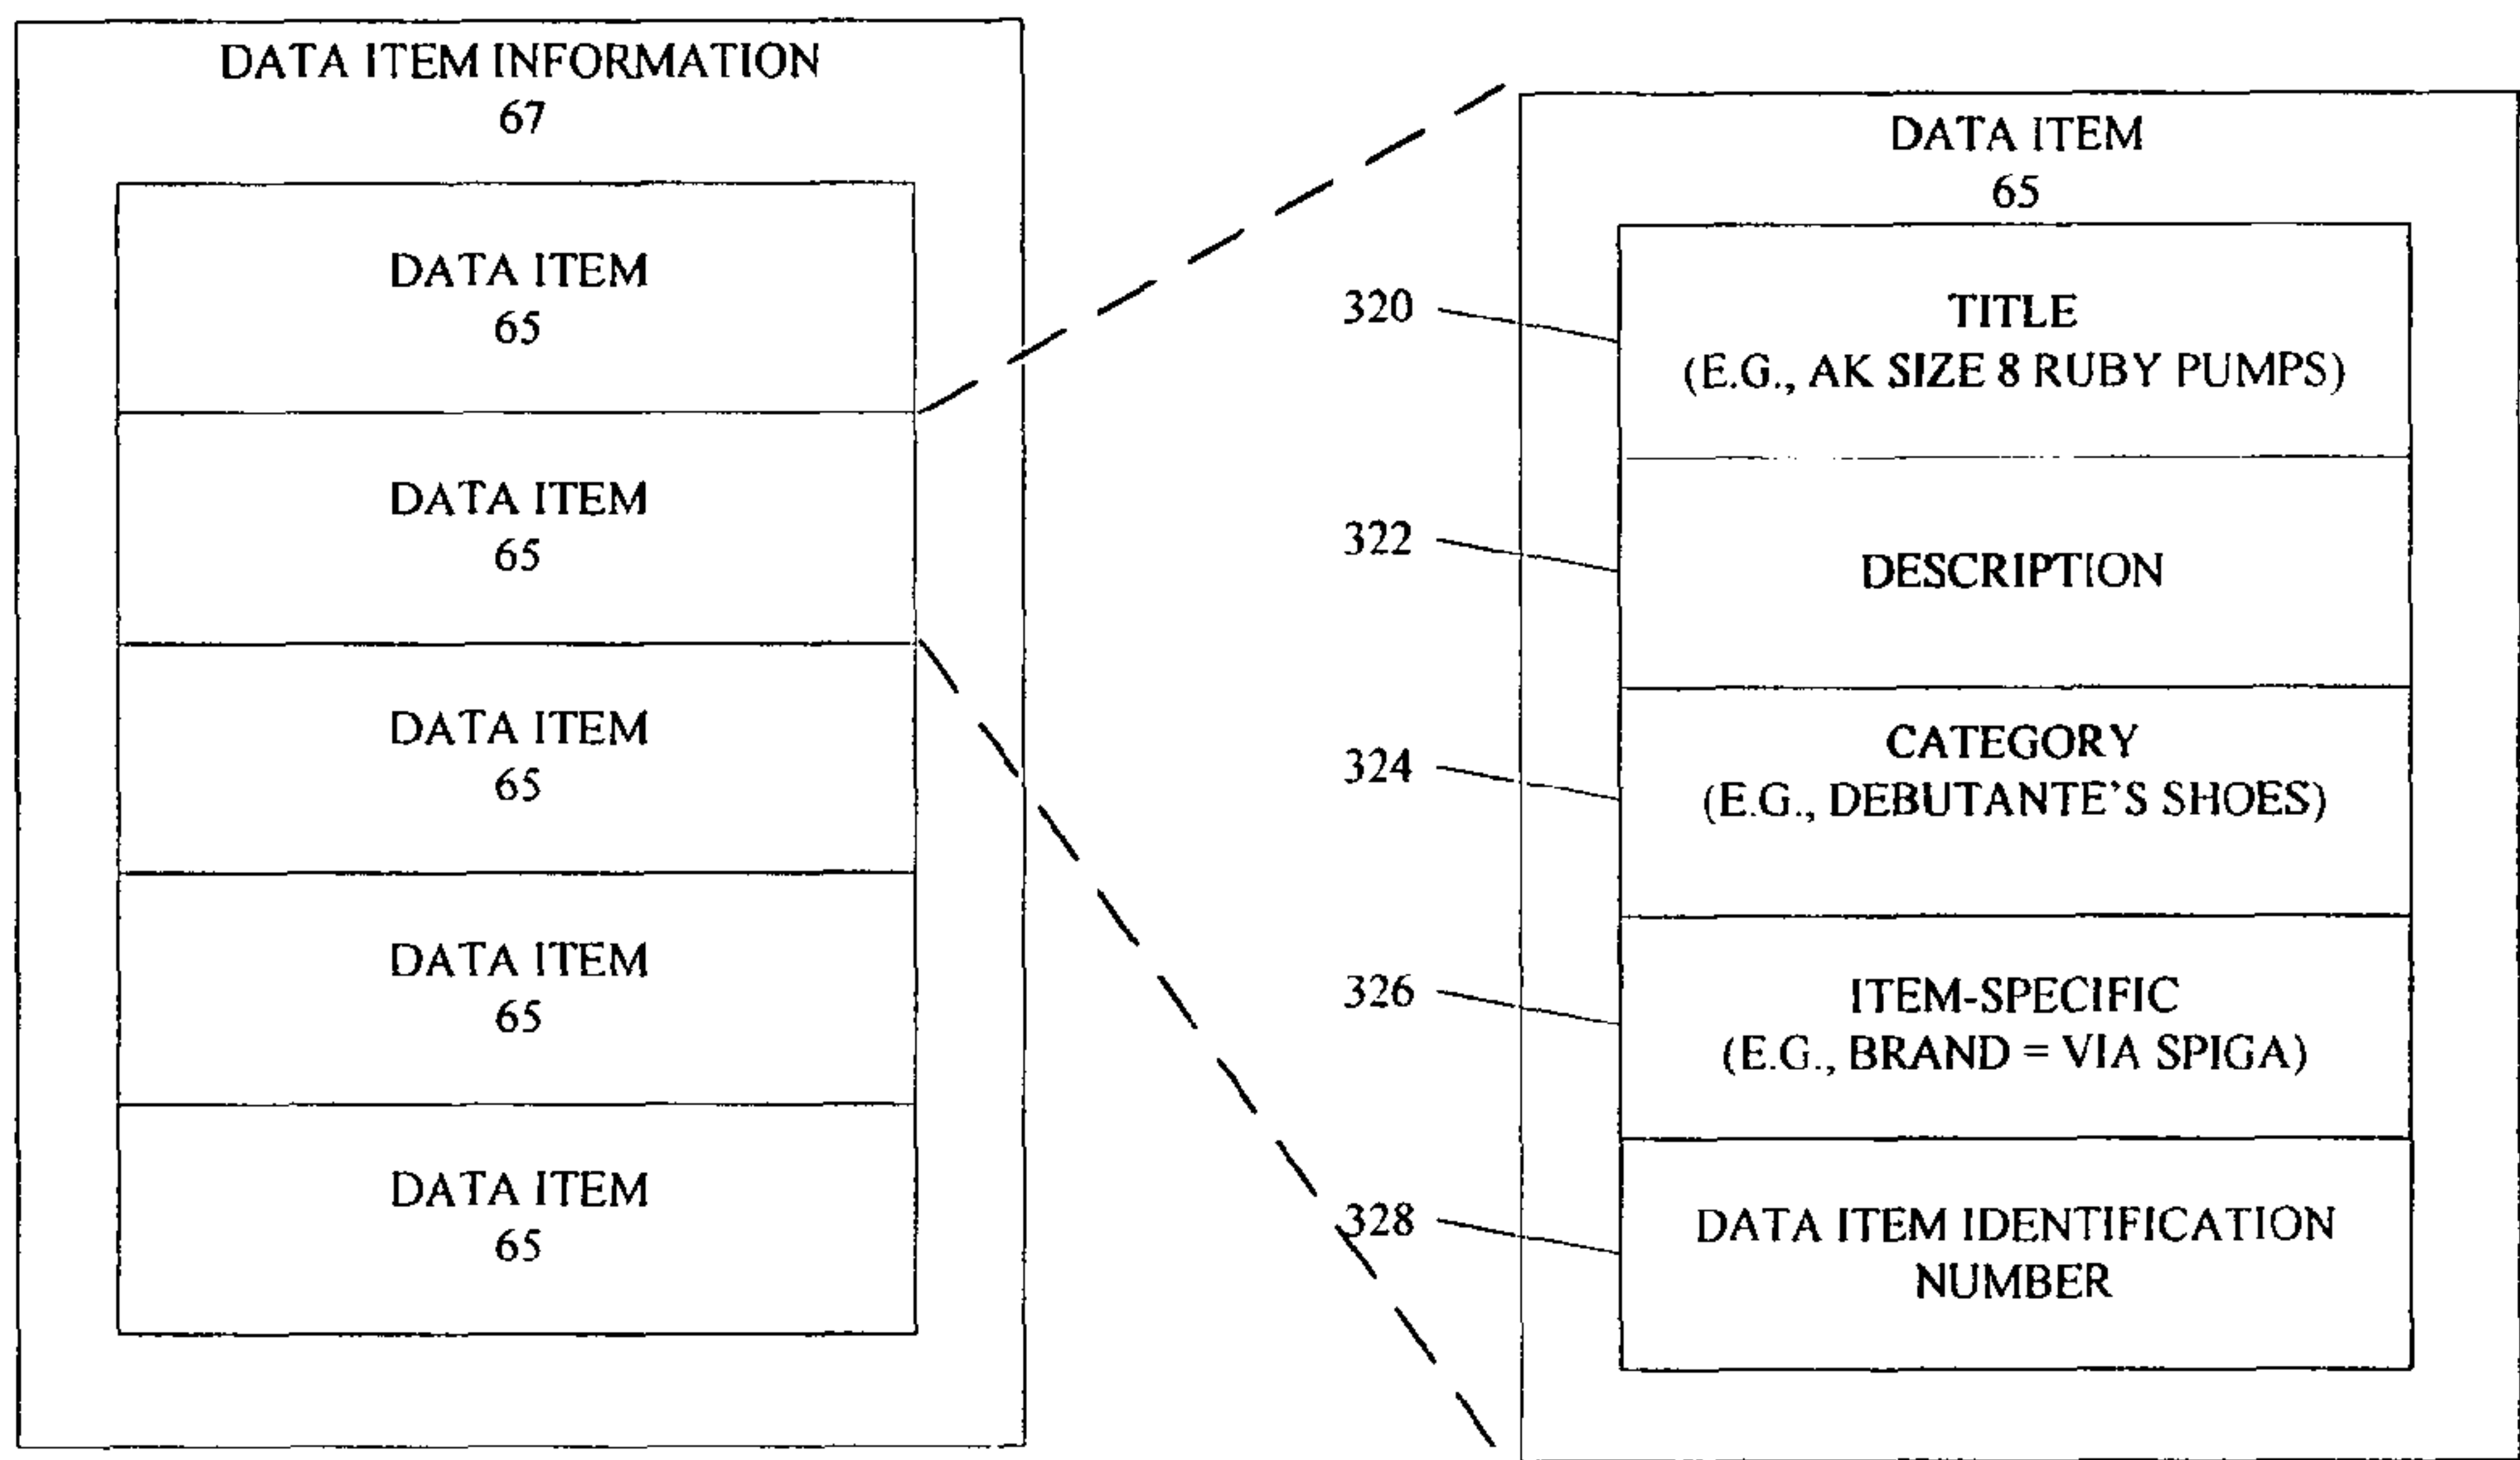 DATA ITEM INFORMATION
67
DATA ITEM
65
DATA ITEM
65
DATA ITEM
65
DATA ITEM
65
DATA ITEM
65
DATA ITEM
65
320
TITLE
(E.G., AK SIZE 8 RUBY PUMPS)
322
DESCRIPTION
324
CATEGORY
(E.G., DEBUTANTE'S SHOES)
326
ITEM-SPECIFIC
(E.G., BRAND = VIA SPIGA)
328
DATA ITEM IDENTIFICATION
NUMBER